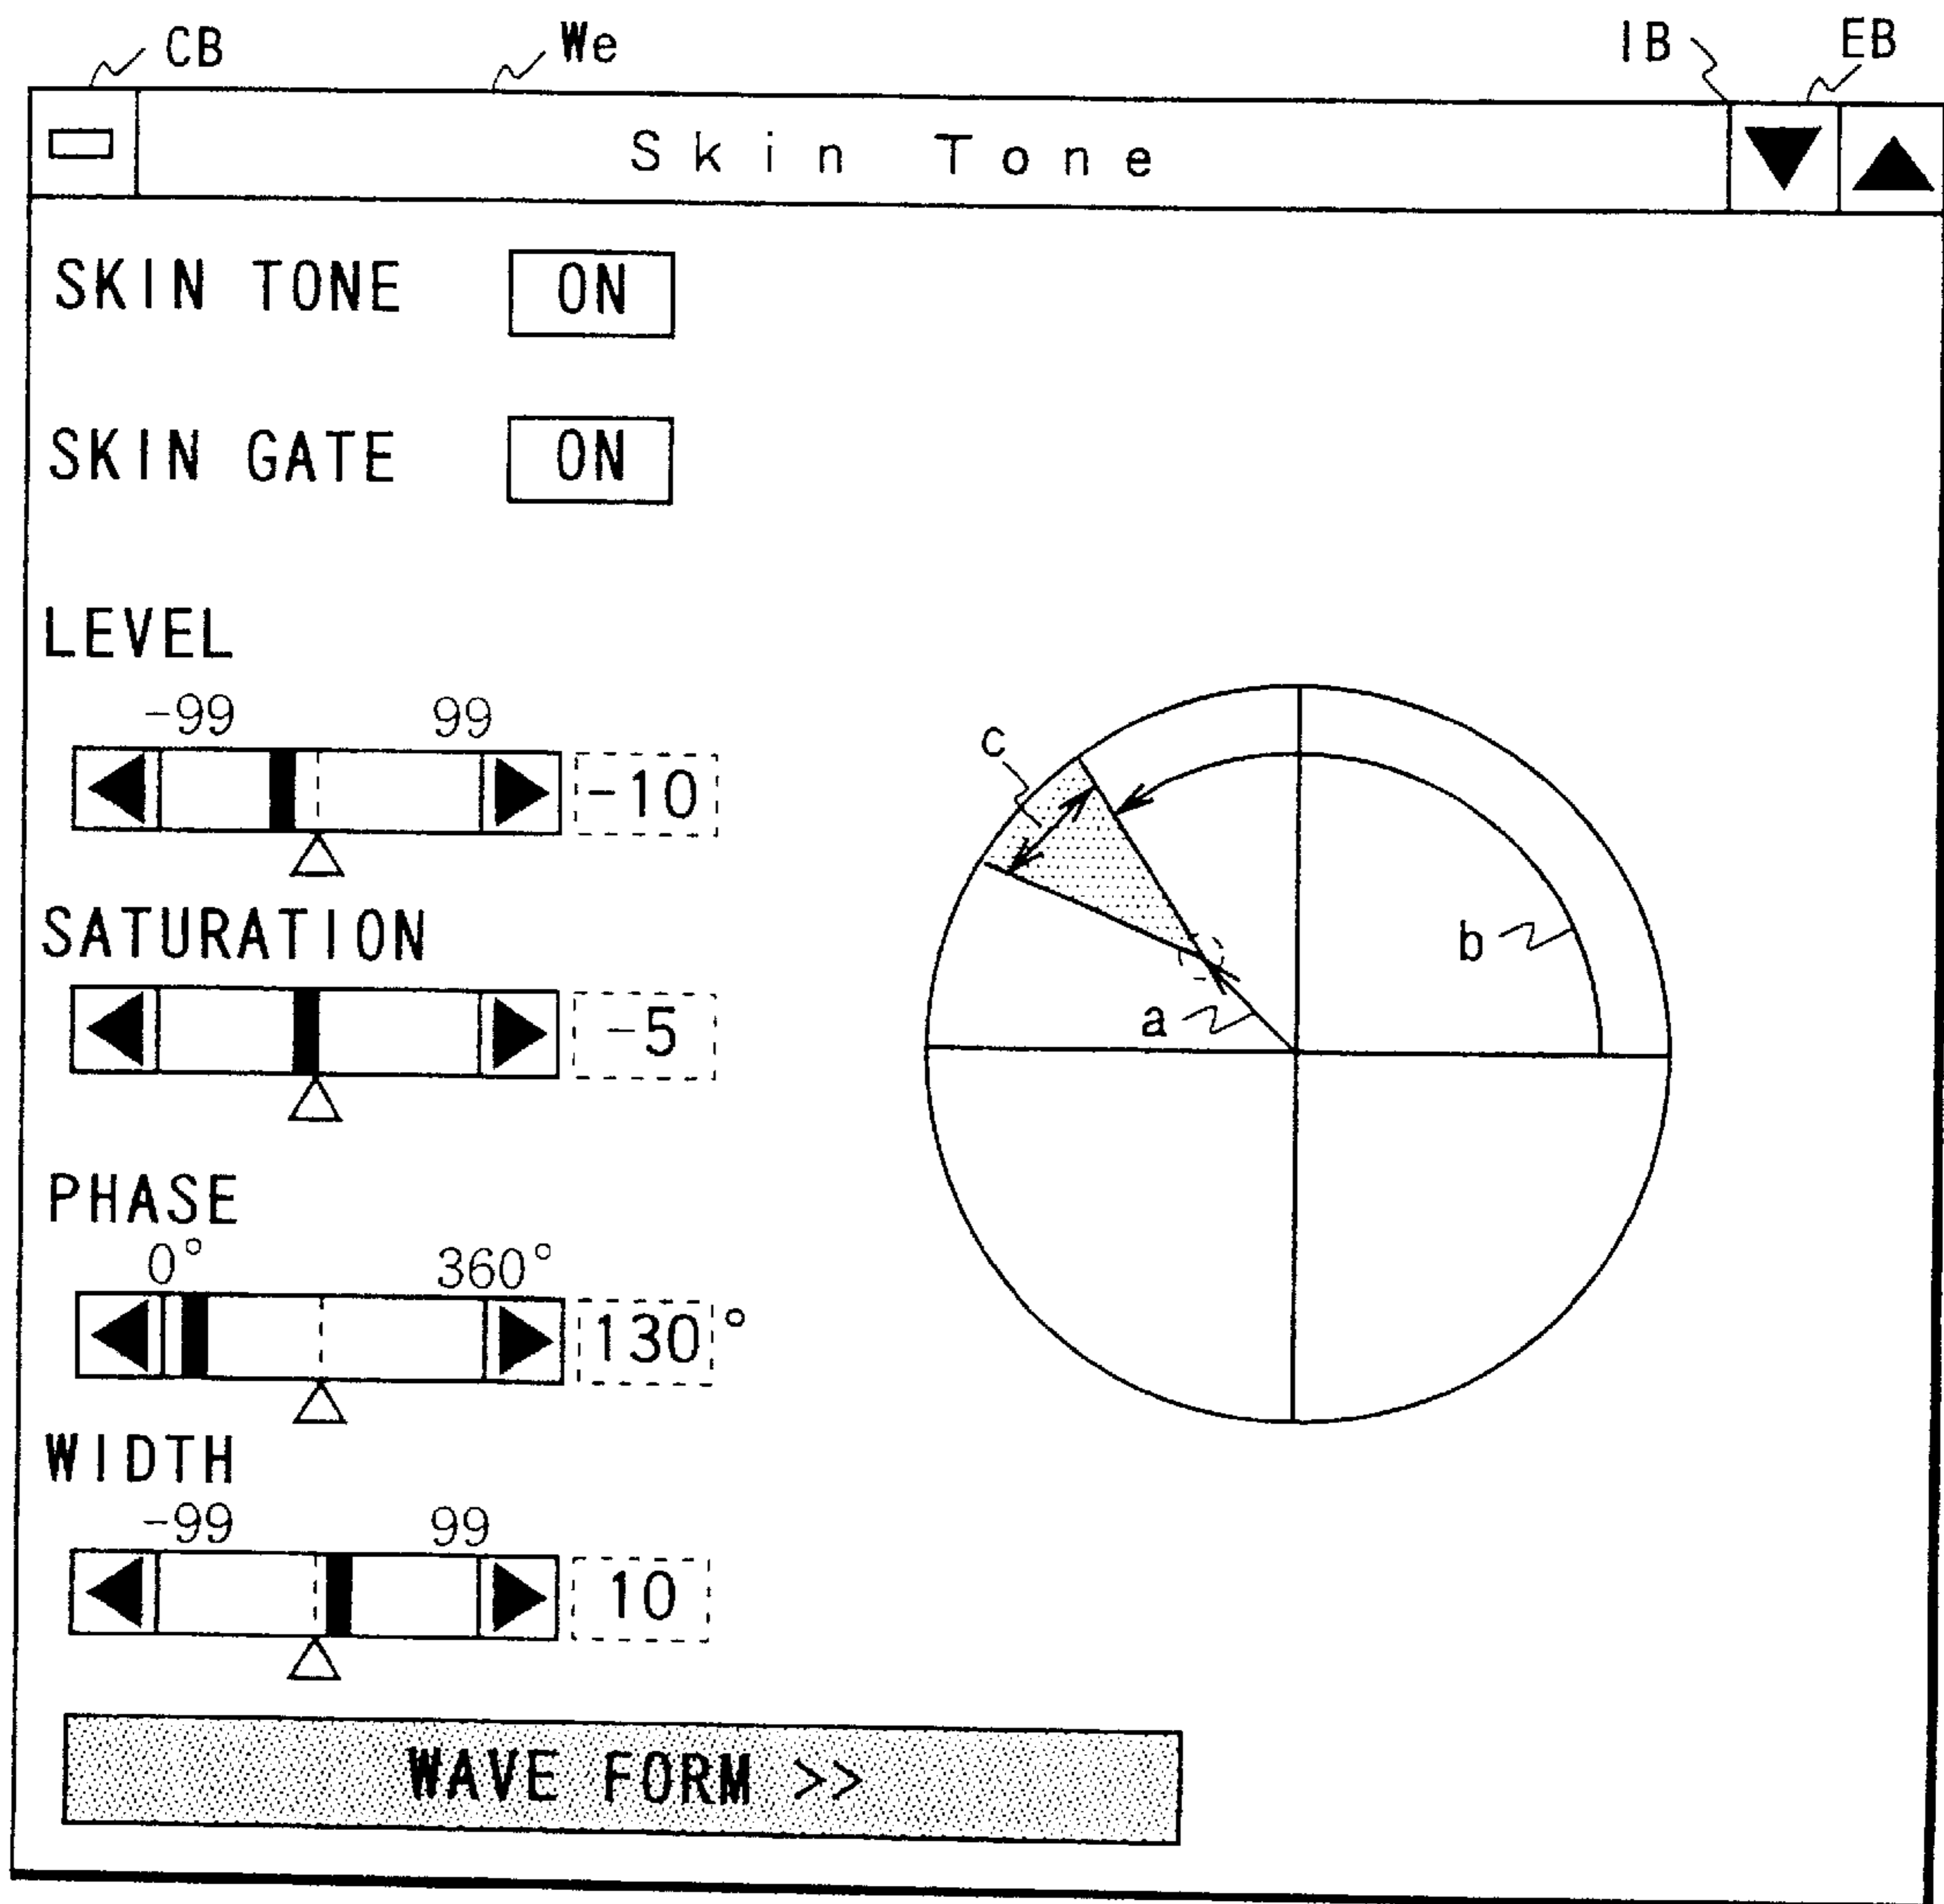 CB We IB EB
Skin Tone
SKIN TONE ON
SKIN GATE ON
LEVEL
-99 99
-10
c
SATURATION
b
-5
a
PHASE
0° 360°
130°
WIDTH
-99 99
10
WAVE FORM >>